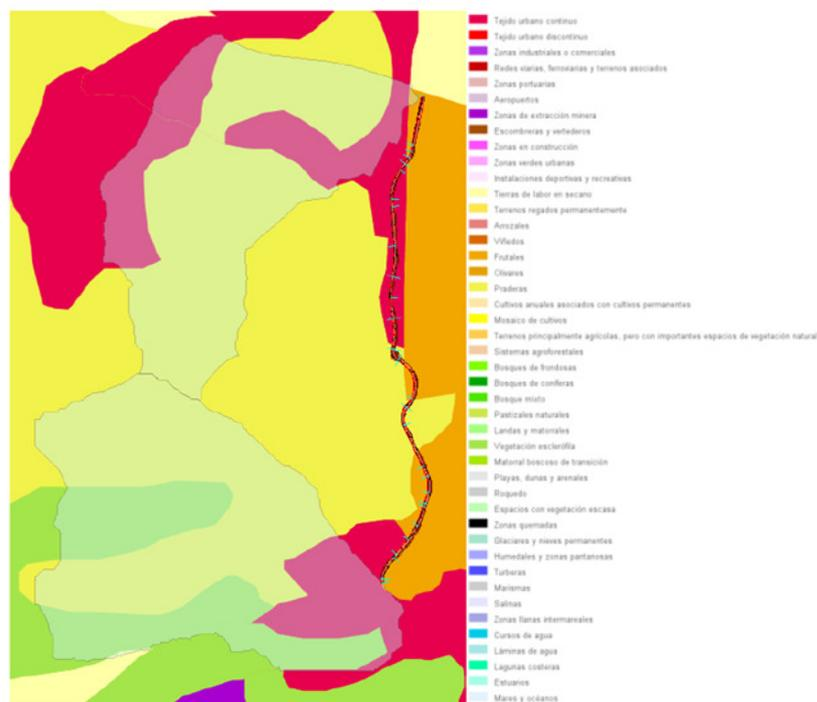 Tejido urbano continuo
Tejido urbano discontinuo
Zonas industriales o comerciales
Redes viarias, ferroviarias y terrenos asociados
Zonas portuarias
Aeropuertos
Zonas de extracción minera
Escombreras y vertederos
Zonas en construcción
Zonas verdes urbanas
Instalaciones deportivas y recreativas
Tierras de labor en secano
Terrenos regados permanentemente
Arrozales
Viñedos
Frutales
Olivares
Praderas
Cultivos anuales asociados con cultivos permanentes
Mosaico de cultivos
Terrenos principalmente agrícolas, pero con importantes espacios de vegetación natural
Sistemas agroforestales
Bosques de frondosas
Bosques de coníferas
Bosque mixto
Pastizales naturales
Landas y matorrales
Vegetación esclerófila
Matorral boscoso de transición
Playas, dunas y arenales
Roquedo
Espacios con vegetación escasa
Zonas quemadas
Glaciares y nieves permanentes
Humedales y zonas pantanosas
Turberas
Marismas
Salinas
Zonas llanas intermareales
Cursos de agua
Láminas de agua
Lagunas costeras
Estuarios
Mares y océanos